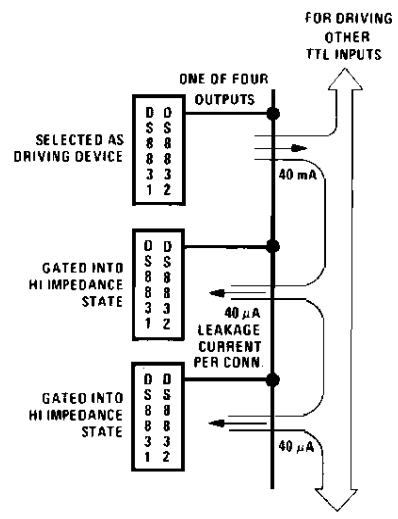 FOR DRIVING
OTHER
TTL INPUTS
ONE OF FOUR
OUTPUTS
DS8831
DS8832
SELECTED AS
DRIVING DEVICE
40 mA
DS8831
DS8832
GATED INTO
HI IMPEDANCE
STATE
40 μA
LEAKAGE
CURRENT
PER CONN.
DS8831
DS8832
GATED INTO
HI IMPEDANCE
STATE
40 μA